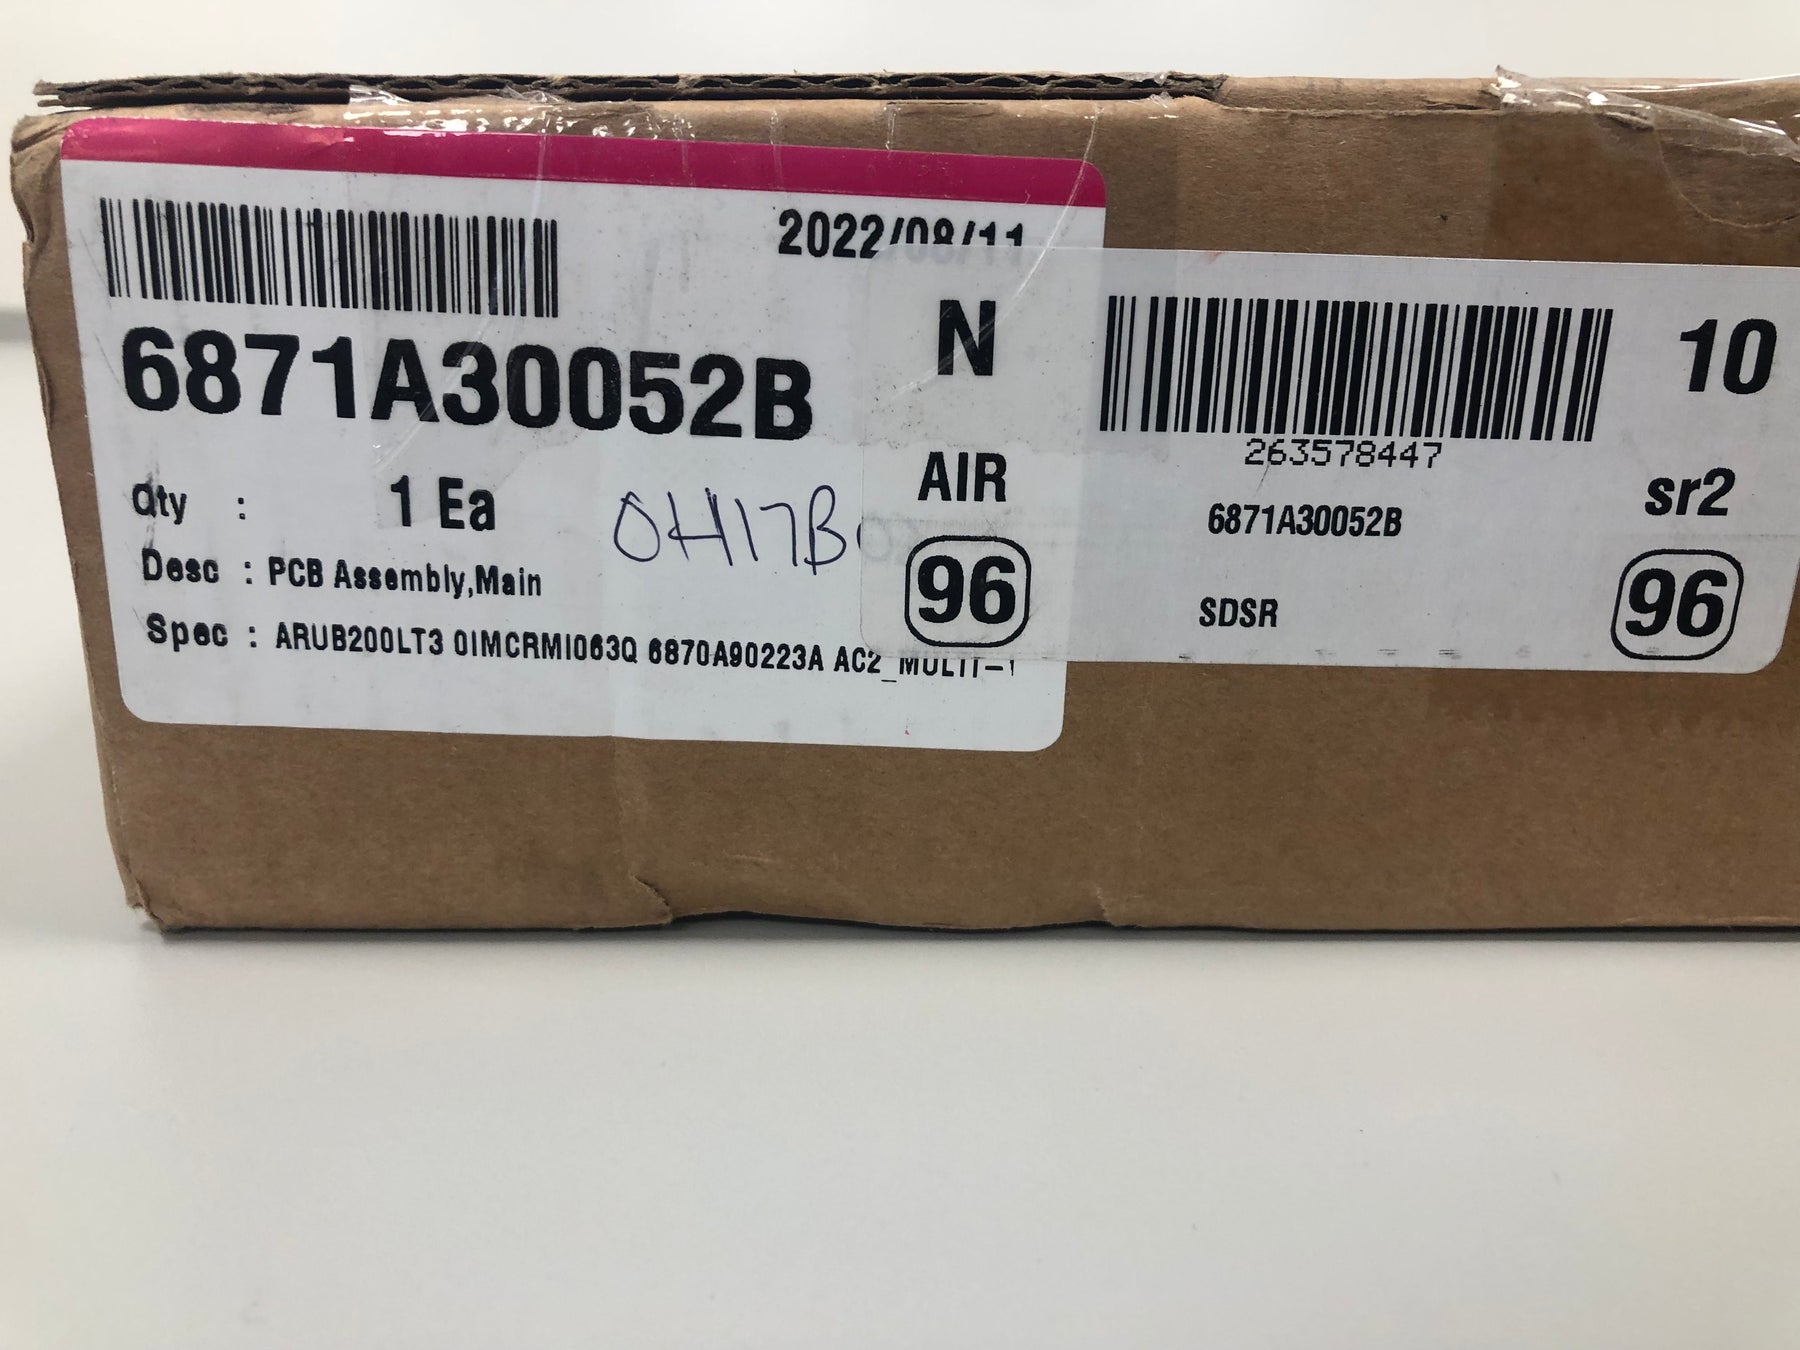 2022/08/11
6871A30052B
Qty : 1 Ea
OH17B
Desc : PCB Assembly,Main
Spec : ARUB200LT3 0IMCRMI063Q 6870A90223A AC2_MULTI-
N
AIR
96
263578447
6871A30052B
SDSR
10
sr2
96